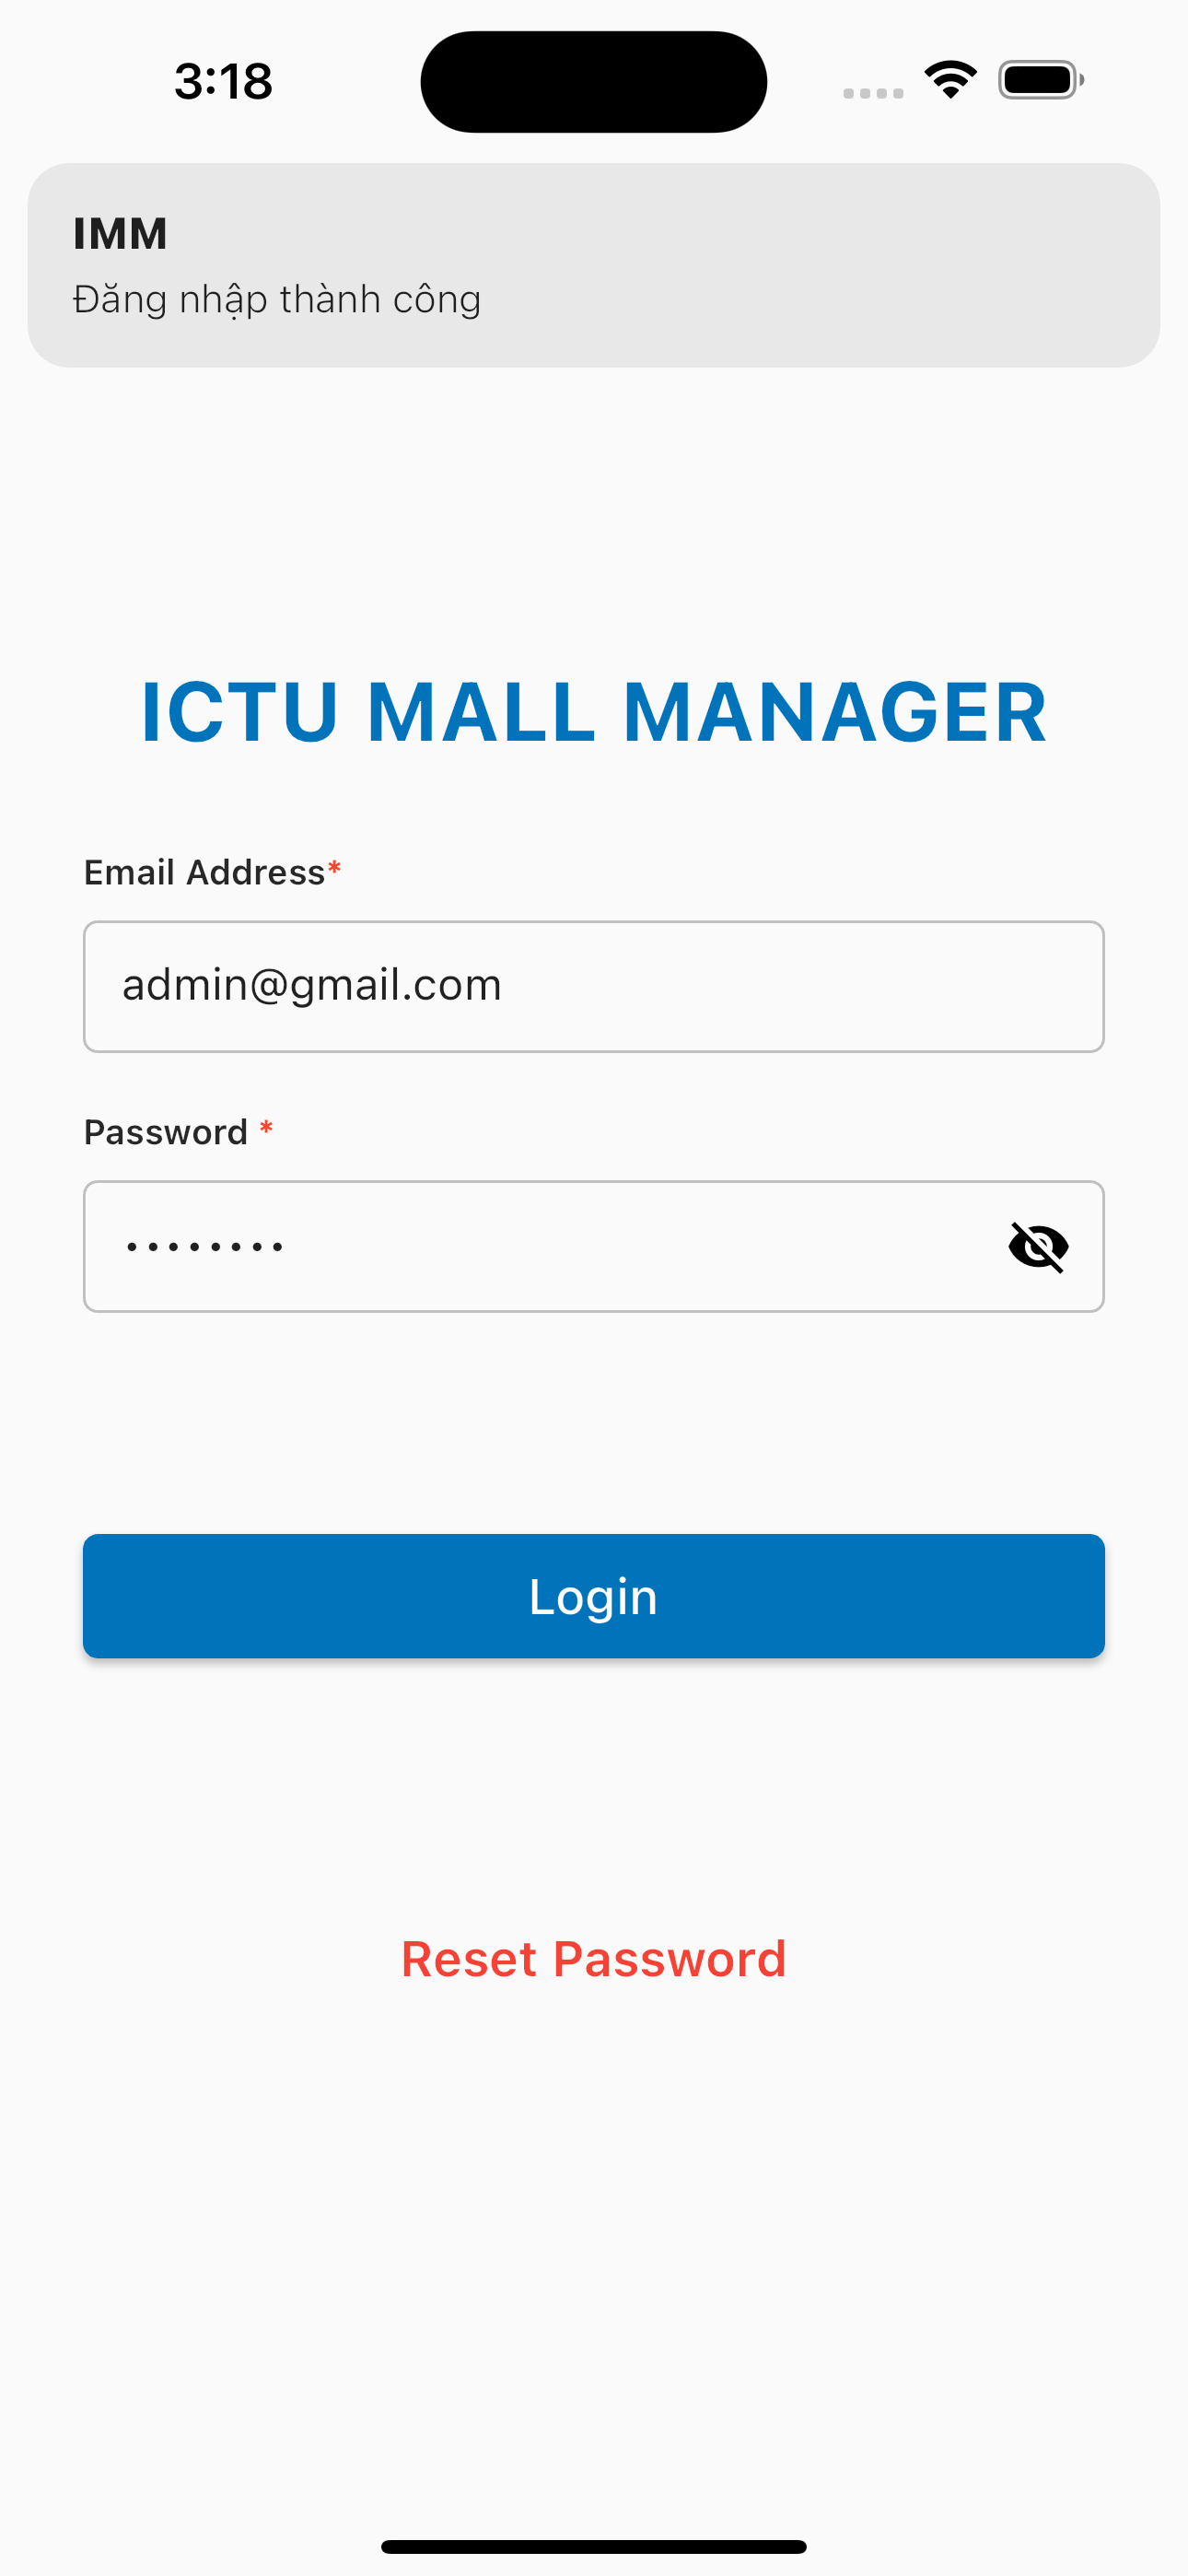 3:18
IMM
Đăng nhập thành công
ICTU MALL MANAGER
Email Address*
admin@gmail.com
Password *
••••••••
Login
Reset Password